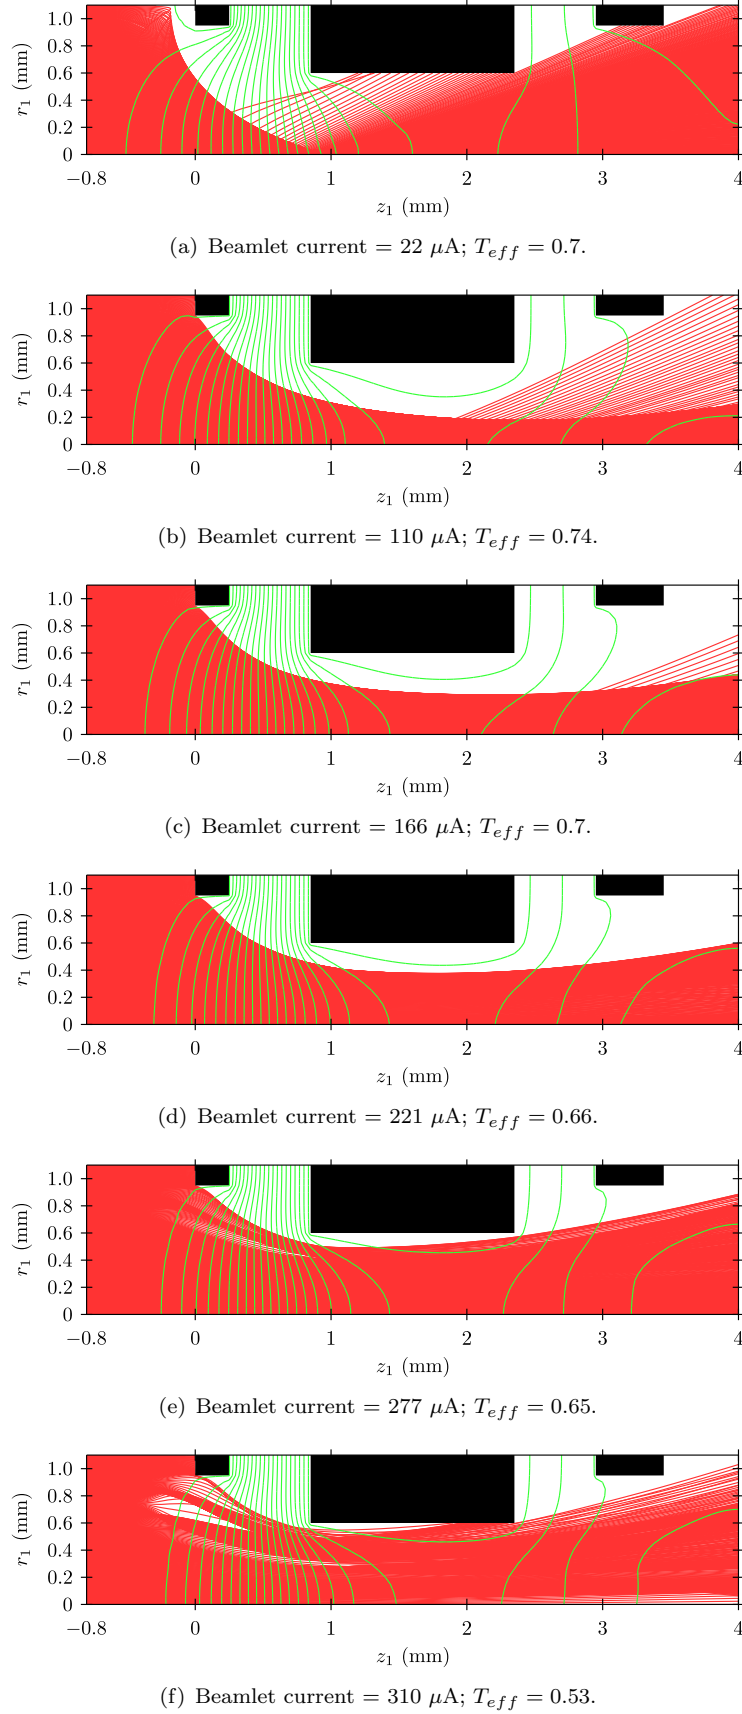 1.0
0.8
0.6
0.4
0.2
0
r1 (mm)
−0.8 0 1 2 3 4
z1 (mm)
(a) Beamlet current = 22 μA; Teff = 0.7.
1.0
0.8
0.6
0.4
0.2
0
r1 (mm)
−0.8 0 1 2 3 4
z1 (mm)
(b) Beamlet current = 110 μA; Teff = 0.74.
1.0
0.8
0.6
0.4
0.2
0
r1 (mm)
−0.8 0 1 2 3 4
z1 (mm)
(c) Beamlet current = 166 μA; Teff = 0.7.
1.0
0.8
0.6
0.4
0.2
0
r1 (mm)
−0.8 0 1 2 3 4
z1 (mm)
(d) Beamlet current = 221 μA; Teff = 0.66.
1.0
0.8
0.6
0.4
0.2
0
r1 (mm)
−0.8 0 1 2 3 4
z1 (mm)
(e) Beamlet current = 277 μA; Teff = 0.65.
1.0
0.8
0.6
0.4
0.2
0
r1 (mm)
−0.8 0 1 2 3 4
z1 (mm)
(f) Beamlet current = 310 μA; Teff = 0.53.